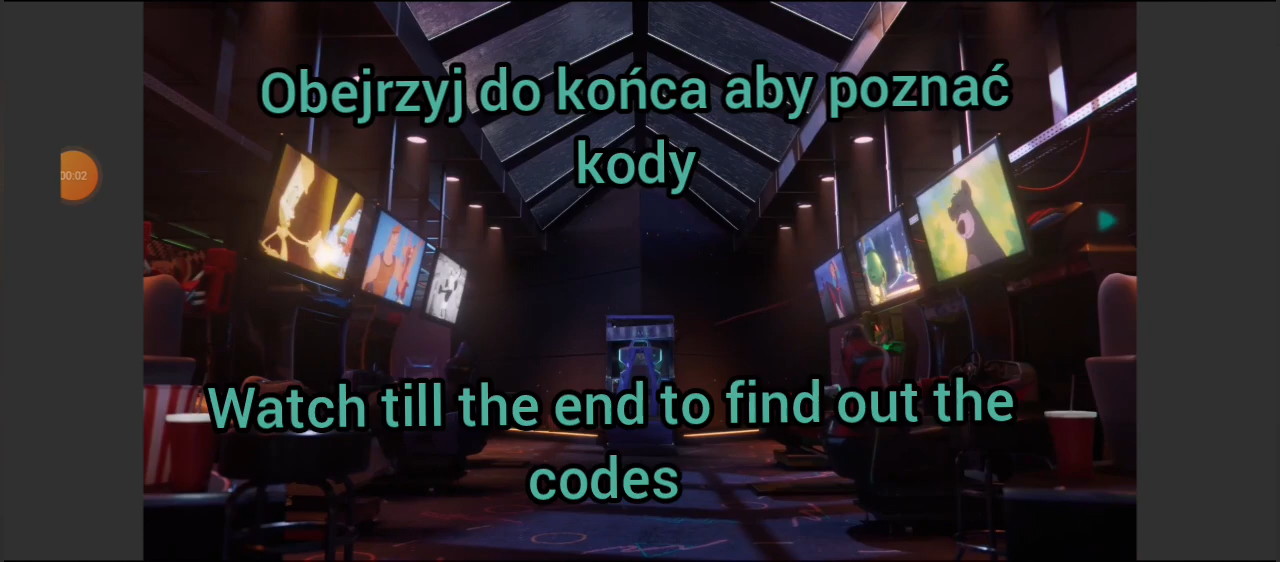 Obejrzyj do końca aby poznać
kody
00:02
Watch till the end to find out the
codes